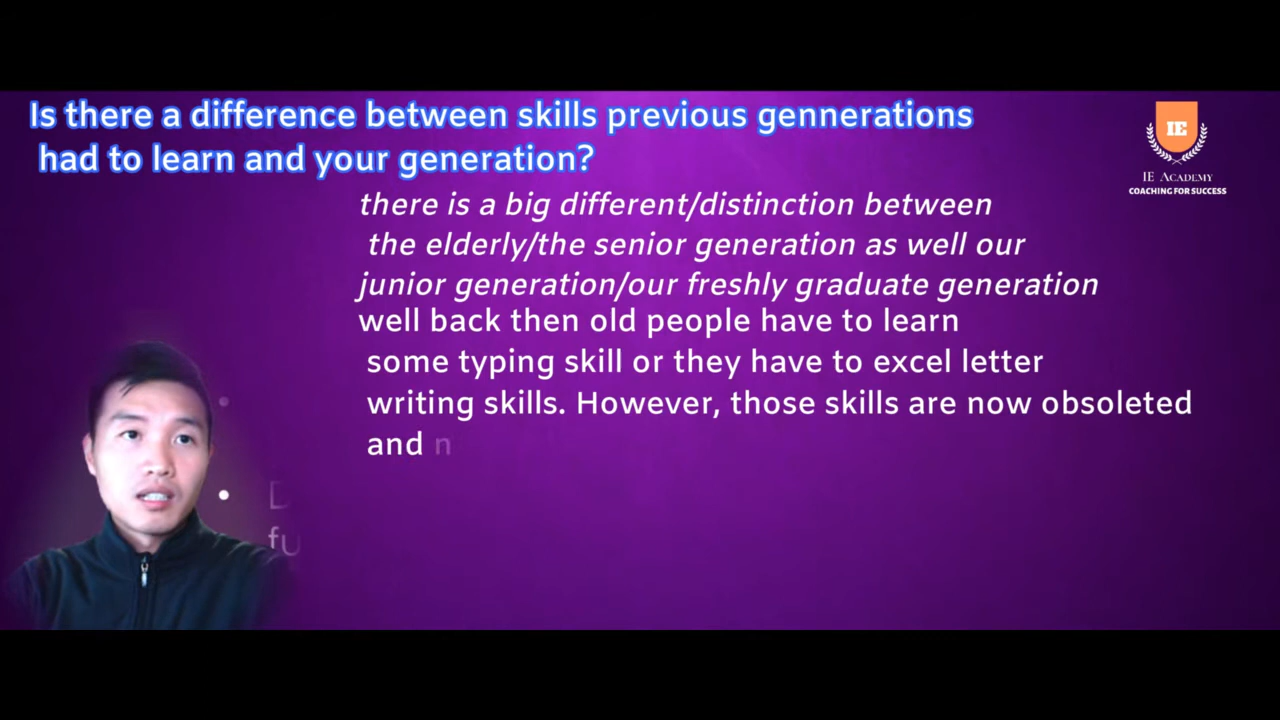 Is there a difference between skills previous gennerations
had to learn and your generation?
IE
IE ACADEMY
COACHING FOR SUCCESS
there is a big different/distinction between
the elderly/the senior generation as well our
junior generation/our freshly graduate generation
well back then old people have to learn
some typing skill or they have to excel letter
writing skills. However, those skills are now obsoleted
and n